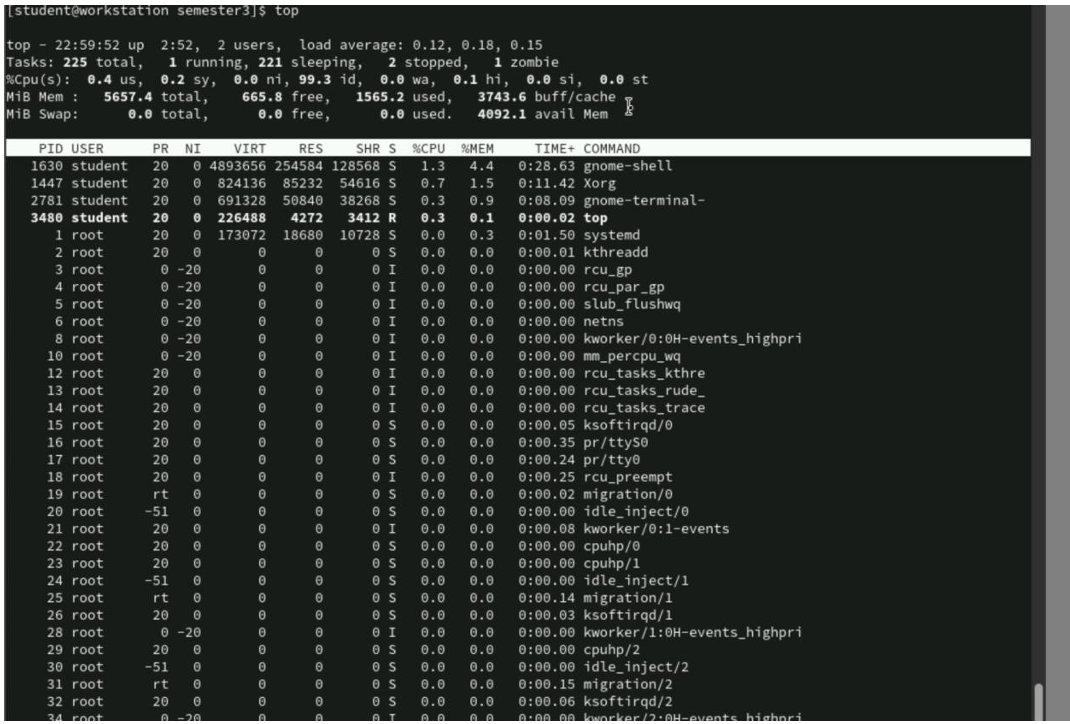 [student@workstation semester3]$ top
top - 22:59:52 up 2:52, 2 users, load average: 0.12, 0.18, 0.15
Tasks: 225 total, 1 running, 221 sleeping, 2 stopped, 1 zombie
%Cpu(s): 0.4 us, 0.2 sy, 0.0 ni, 99.3 id, 0.0 wa, 0.1 hi, 0.0 si, 0.0 st
MiB Mem : 5657.4 total, 665.8 free, 1565.2 used, 3743.6 buff/cache
MiB Swap: 0.0 total, 0.0 free, 0.0 used. 4092.1 avail Mem
PID USER PR NI VIRT RES SHR S %CPU %MEM TIME+ COMMAND
1630 student 20 0 4893656 254584 128568 S 1.3 4.4 0:28.63 gnome-shell
1447 student 20 0 824136 85232 54616 S 0.7 1.5 0:11.42 Xorg
2781 student 20 0 691328 50840 38268 S 0.3 0.9 0:08.09 gnome-terminal-
3480 student 20 0 226488 4272 3412 R 0.3 0.1 0:00.02 top
1 root 20 0 173072 18680 10728 S 0.0 0.3 0:01.50 systemd
2 root 20 0 0 0 0 S 0.0 0.0 0:00.01 kthreadd
3 root 0 -20 0 0 0 I 0.0 0.0 0:00.00 rcu_gp
4 root 0 -20 0 0 0 I 0.0 0.0 0:00.00 rcu_par_gp
5 root 0 -20 0 0 0 I 0.0 0.0 0:00.00 slub_flushwq
6 root 0 -20 0 0 0 I 0.0 0.0 0:00.00 netns
8 root 0 -20 0 0 0 I 0.0 0.0 0:00.00 kworker/0:0H-events_highpri
10 root 0 -20 0 0 0 I 0.0 0.0 0:00.00 mm_percpu_wq
12 root 20 0 0 0 0 I 0.0 0.0 0:00.00 rcu_tasks_kthre
13 root 20 0 0 0 0 I 0.0 0.0 0:00.00 rcu_tasks_rude_
14 root 20 0 0 0 0 I 0.0 0.0 0:00.00 rcu_tasks_trace
15 root 20 0 0 0 0 S 0.0 0.0 0:00.05 ksoftirqd/0
16 root 20 0 0 0 0 S 0.0 0.0 0:00.35 pr/ttyS0
17 root 20 0 0 0 0 S 0.0 0.0 0:00.24 pr/tty0
18 root 20 0 0 0 0 I 0.0 0.0 0:00.25 rcu_preempt
19 root rt 0 0 0 0 S 0.0 0.0 0:00.02 migration/0
20 root -51 0 0 0 0 S 0.0 0.0 0:00.00 idle_inject/0
21 root 20 0 0 0 0 I 0.0 0.0 0:00.08 kworker/0:1-events
22 root 20 0 0 0 0 S 0.0 0.0 0:00.00 cpuhp/0
23 root 20 0 0 0 0 S 0.0 0.0 0:00.00 cpuhp/1
24 root -51 0 0 0 0 S 0.0 0.0 0:00.00 idle_inject/1
25 root rt 0 0 0 0 S 0.0 0.0 0:00.14 migration/1
26 root 20 0 0 0 0 S 0.0 0.0 0:00.03 ksoftirqd/1
28 root 0 -20 0 0 0 I 0.0 0.0 0:00.00 kworker/1:0H-events_highpri
29 root 20 0 0 0 0 S 0.0 0.0 0:00.00 cpuhp/2
30 root -51 0 0 0 0 S 0.0 0.0 0:00.00 idle_inject/2
31 root rt 0 0 0 0 S 0.0 0.0 0:00.15 migration/2
32 root 20 0 0 0 0 S 0.0 0.0 0:00.06 ksoftirqd/2
34 root 0 -20 0 0 0 I 0.0 0.0 0:00.00 kworker/2:0H-events_highpri